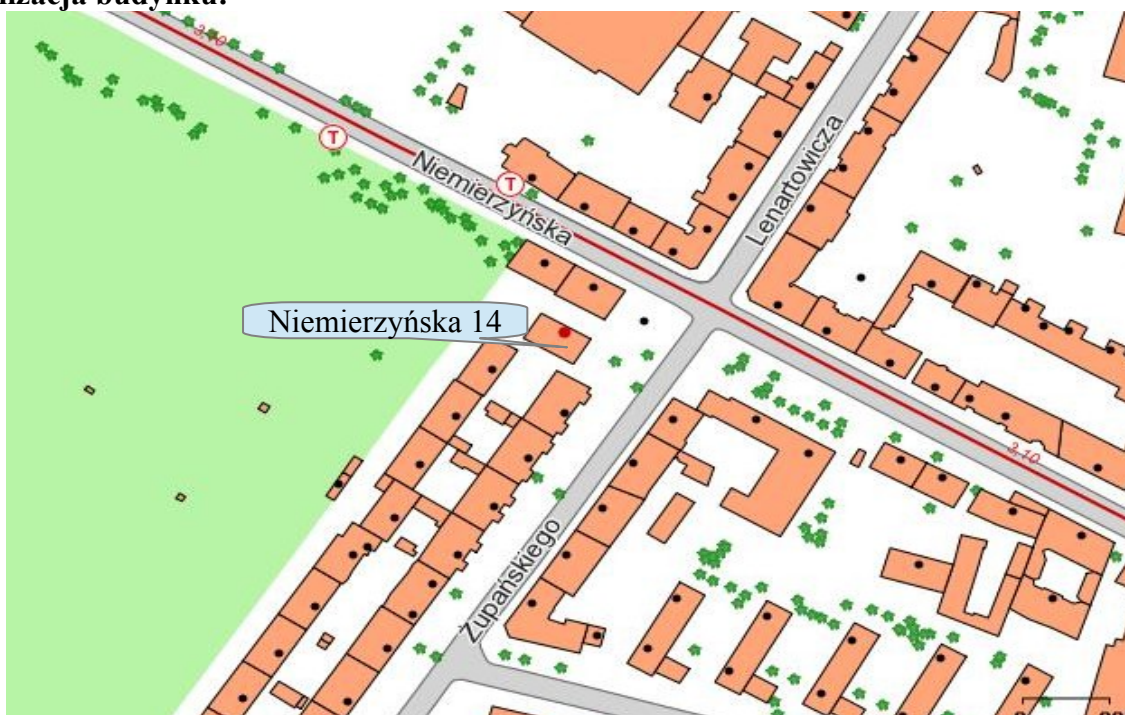 lizacja budynku:
3,10
T
Niemierzyńska
T
Lenartowicza
Niemierzyńska 14
3,10
Żupańskiego